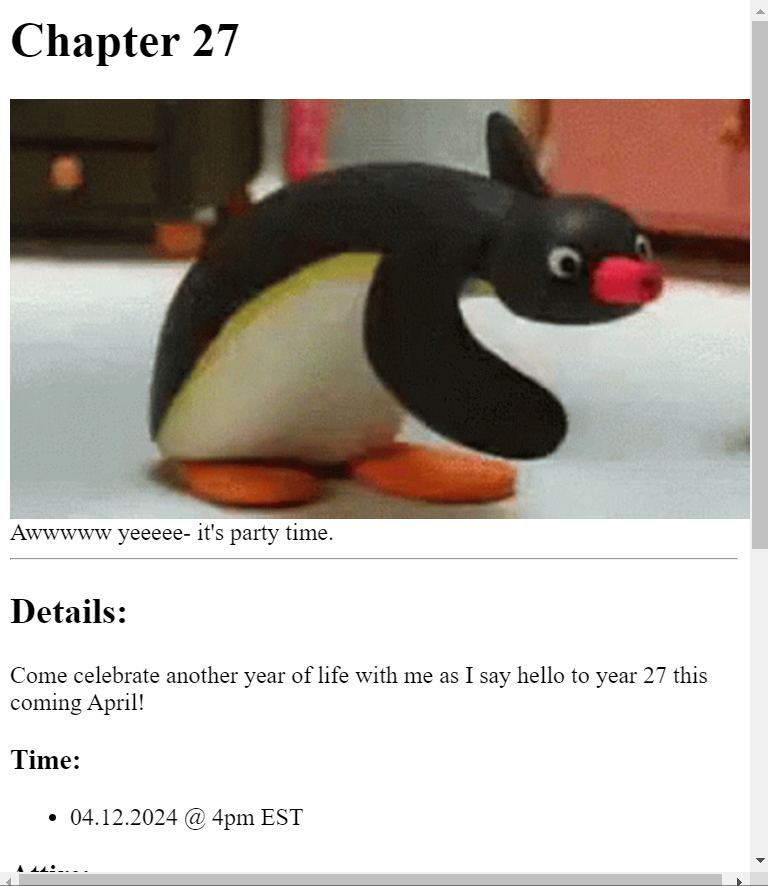 Chapter 27
Awwwww yeeeee- it's party time.
Details:
Come celebrate another year of life with me as I say hello to year 27 this
coming April!
Time:
• 04.12.2024 @ 4pm EST